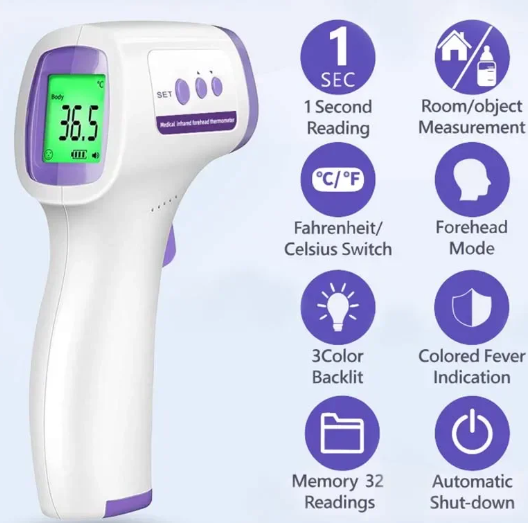 Body
°C
36.5
SET
Medical infrared forehead thermometer
1
SEC
1 Second
Reading
Room/object
Measurement
°C/°F
Fahrenheit/
Celsius Switch
Forehead
Mode
3Color
Backlit
Colored Fever
Indication
Memory 32
Readings
Automatic
Shut-down